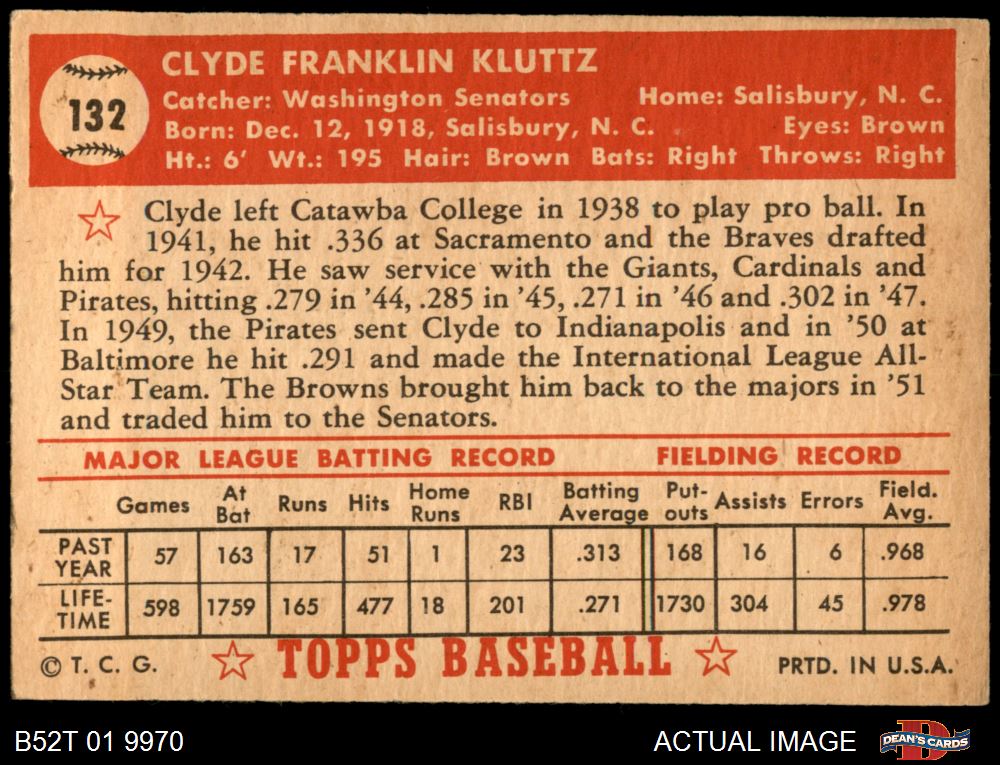 132
CLYDE FRANKLIN KLUTTZ
Catcher: Washington Senators Home: Salisbury, N. C.
Born: Dec. 12, 1918, Salisbury, N. C. Eyes: Brown
Ht.: 6' Wt.: 195 Hair: Brown Bats: Right Throws: Right
Clyde left Catawba College in 1938 to play pro ball. In
1941, he hit .336 at Sacramento and the Braves drafted
him for 1942. He saw service with the Giants, Cardinals and
Pirates, hitting .279 in '44, .285 in '45, .271 in '46 and .302 in '47.
In 1949, the Pirates sent Clyde to Indianapolis and in '50 at
Baltimore he hit .291 and made the International League All-
Star Team. The Browns brought him back to the majors in '51
and traded him to the Senators.
MAJOR LEAGUE BATTING RECORD FIELDING RECORD
Games At Bat Runs Hits Home Runs RBI Batting Average Put-outs Assists Errors Field. Avg.
PAST YEAR 57 163 17 51 1 23 .313 168 16 6 .968
LIFE-TIME 598 1759 165 477 18 201 .271 1730 304 45 .978
© T. C. G. TOPPS BASEBALL PRTD. IN U.S.A.
B52T 01 9970 ACTUAL IMAGE D DEAN'S CARDS